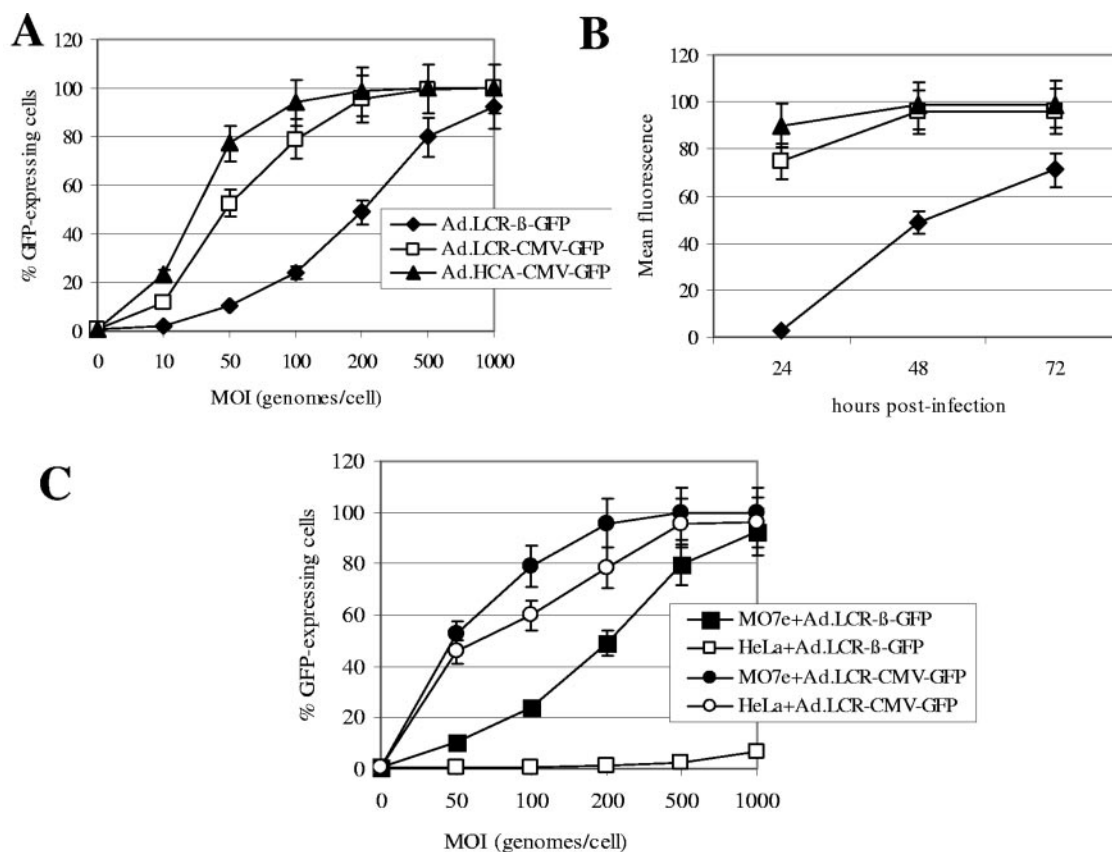 A
120
100
80
60
40
20
0
% GFP-expressing cells
0 10 50 100 200 500 1000
MOI (genomes/cell)
Ad.LCR-ß-GFP
Ad.LCR-CMV-GFP
Ad.HCA-CMV-GFP
B
120
100
80
60
40
20
0
Mean fluorescence
24 48 72
hours post-infection
C
120
100
80
60
40
20
0
% GFP-expressing cells
0 50 100 200 500 1000
MOI (genomes/cell)
MO7e+Ad.LCR-ß-GFP
HeLa+Ad.LCR-ß-GFP
MO7e+Ad.LCR-CMV-GFP
HeLa+Ad.LCR-CMV-GFP